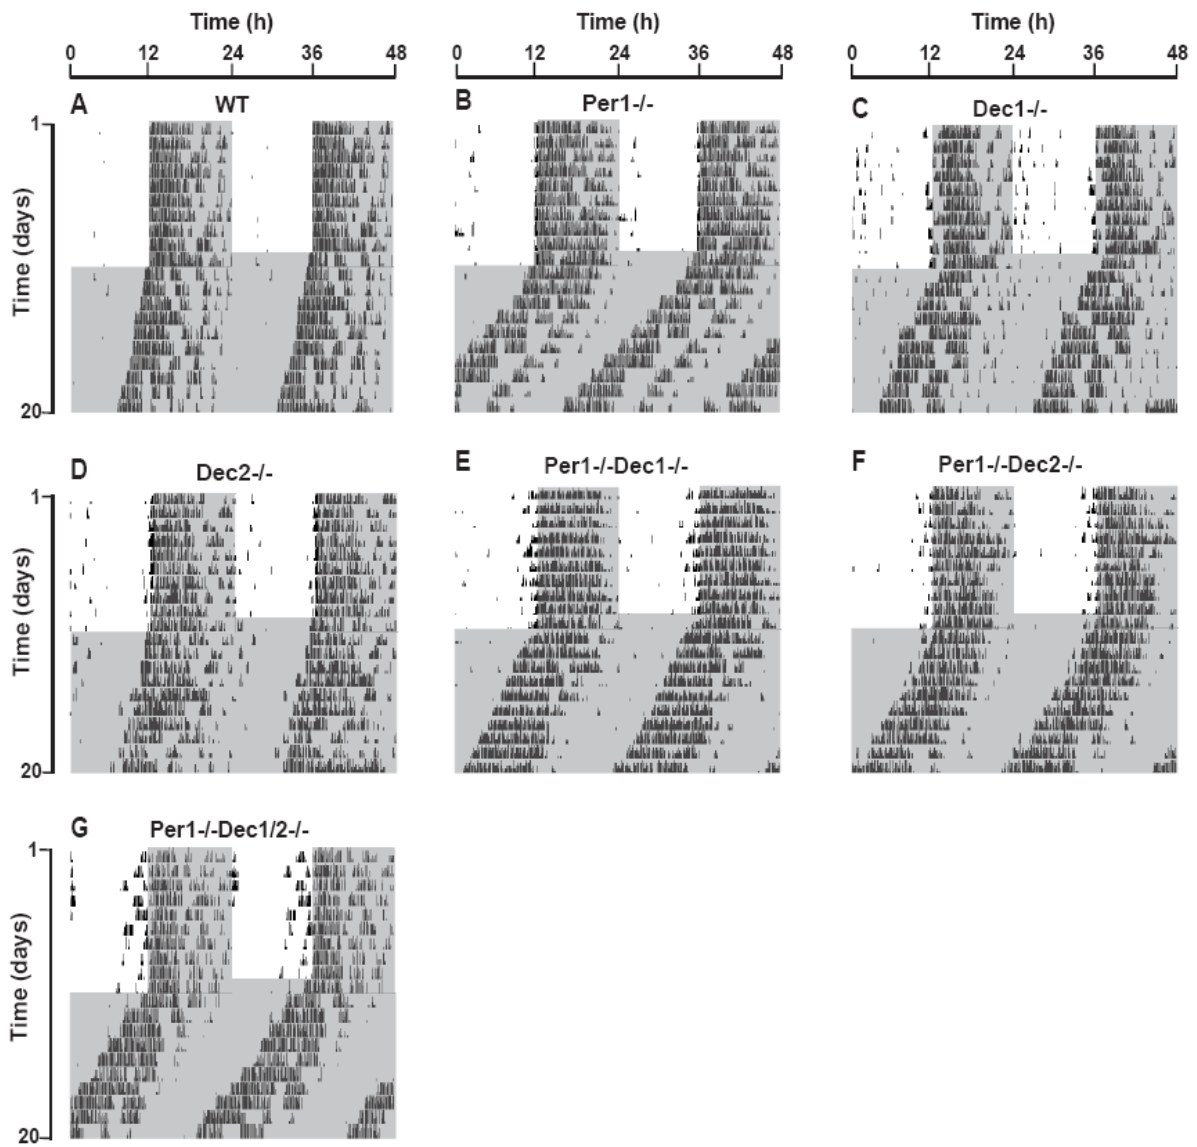 Time (h) Time (h) Time (h)
0 12 24 36 48 0 12 24 36 48 0 12 24 36 48
A WT B Per1-/- C Dec1-/-
1
Time (days)
20
D Dec2-/- E Per1-/-Dec1-/- F Per1-/-Dec2-/-
1
Time (days)
20
G Per1-/-Dec1/2-/-
1
Time (days)
20